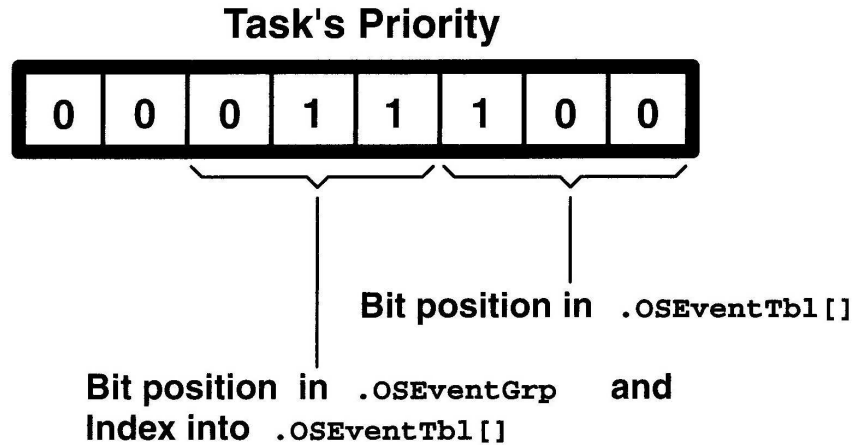 Task's Priority
0 0 0 1 1 1 0 0
Bit position in .OSEventTbl[]
Bit position in .OSEventGrp and
Index into .OSEventTbl[]